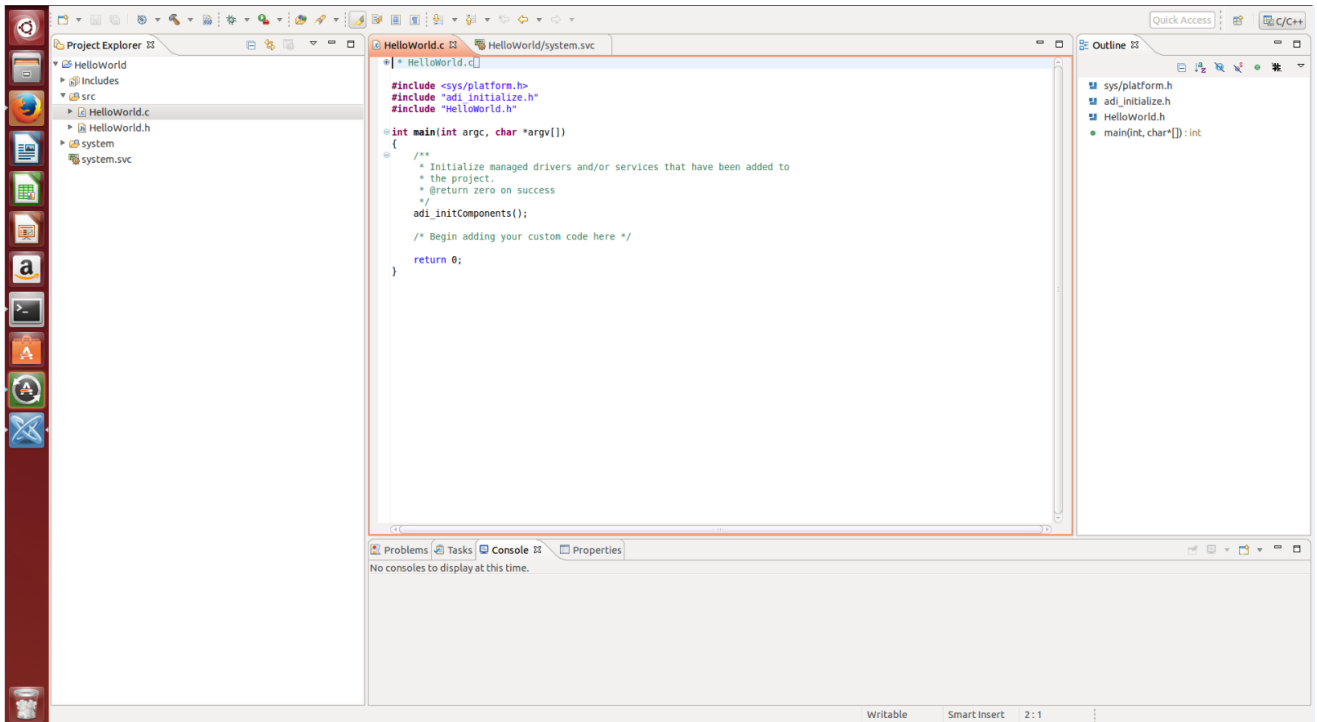 Quick Access
C/C++
Project Explorer
HelloWorld
Includes
src
HelloWorld.c
HelloWorld.h
system
system.svc
HelloWorld.c
HelloWorld/system.svc
* HelloWorld.c
#include <sys/platform.h>
#include "adi_initialize.h"
#include "HelloWorld.h"
int main(int argc, char *argv[])
{
/**
* Initialize managed drivers and/or services that have been added to
* the project.
* @return zero on success
*/
adi_initComponents();
/* Begin adding your custom code here */
return 0;
}
Outline
sys/platform.h
adi_initialize.h
HelloWorld.h
main(int, char*[]) : int
Problems
Tasks
Console
Properties
No consoles to display at this time.
Writable
Smart Insert
2 : 1